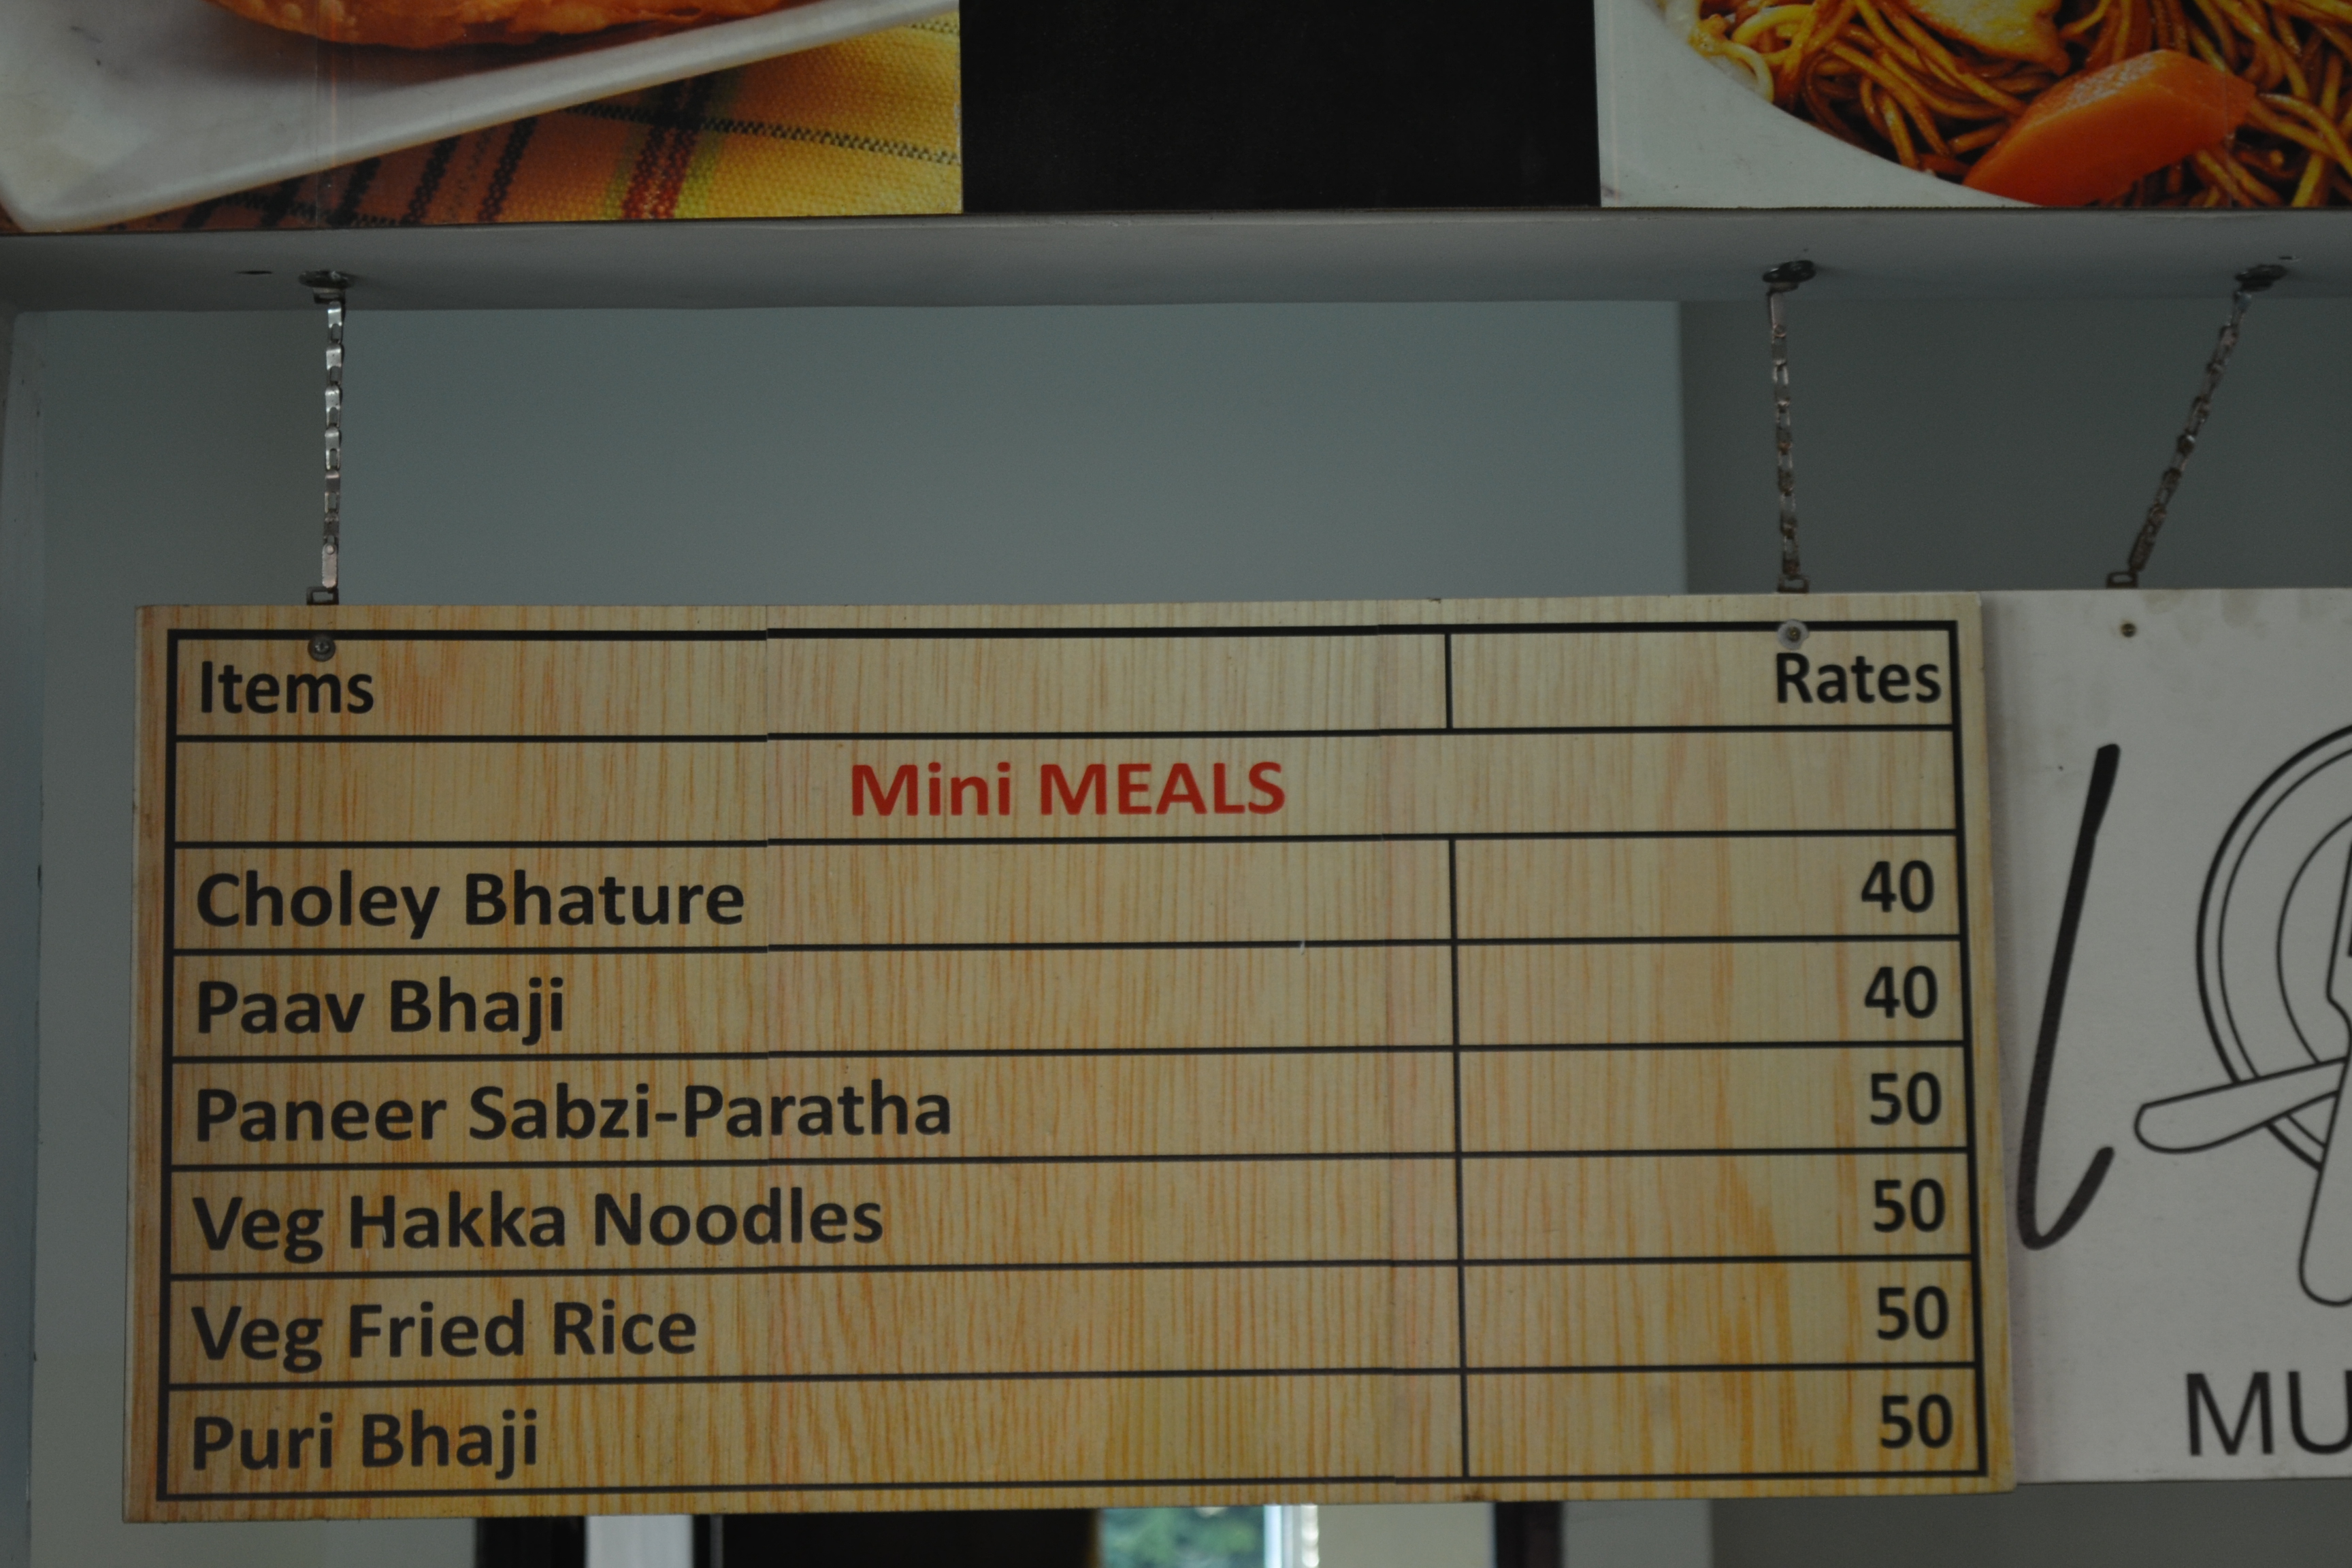 Items Rates
Mini MEALS
Choley Bhature 40
Paav Bhaji 40
Paneer Sabzi-Paratha 50
Veg Hakka Noodles 50
Veg Fried Rice 50
Puri Bhaji 50
MU